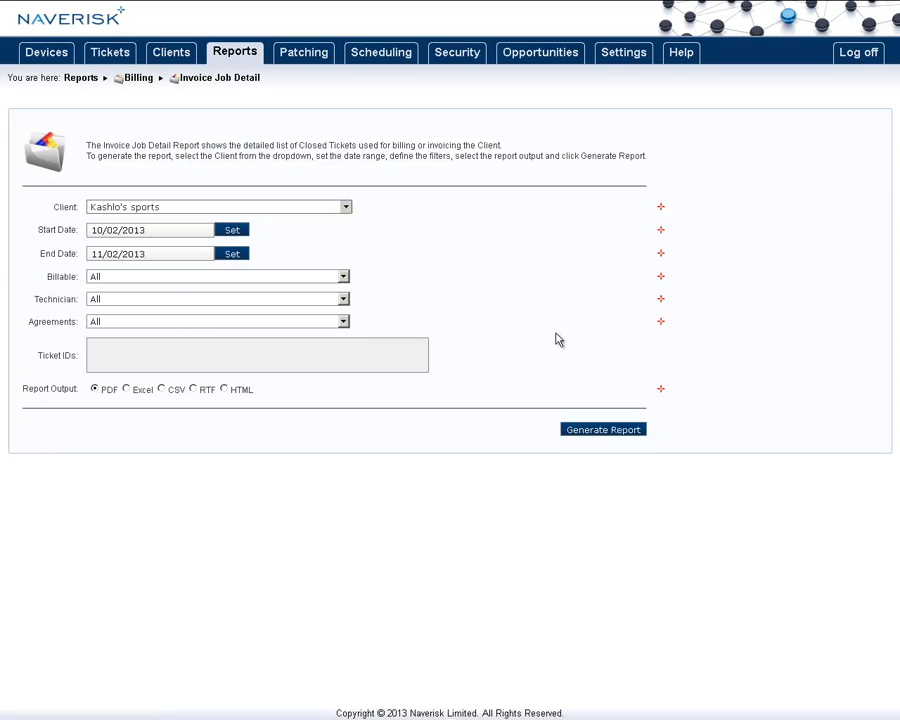 NAVERISK
Devices Tickets Clients Reports Patching Scheduling Security Opportunities Settings Help Log off
You are here: Reports ▸ Billing ▸ Invoice Job Detail
The Invoice Job Detail Report shows the detailed list of Closed Tickets used for billing or invoicing the Client.
To generate the report, select the Client from the dropdown, set the date range, define the filters, select the report output and click Generate Report.
Client: Kashlo's sports
Start Date: 10/02/2013 Set
End Date: 11/02/2013 Set
Billable: All
Technician: All
Agreements: All
Ticket IDs:
Report Output: PDF Excel CSV RTF HTML
Generate Report
Copyright © 2013 Naverisk Limited. All Rights Reserved.